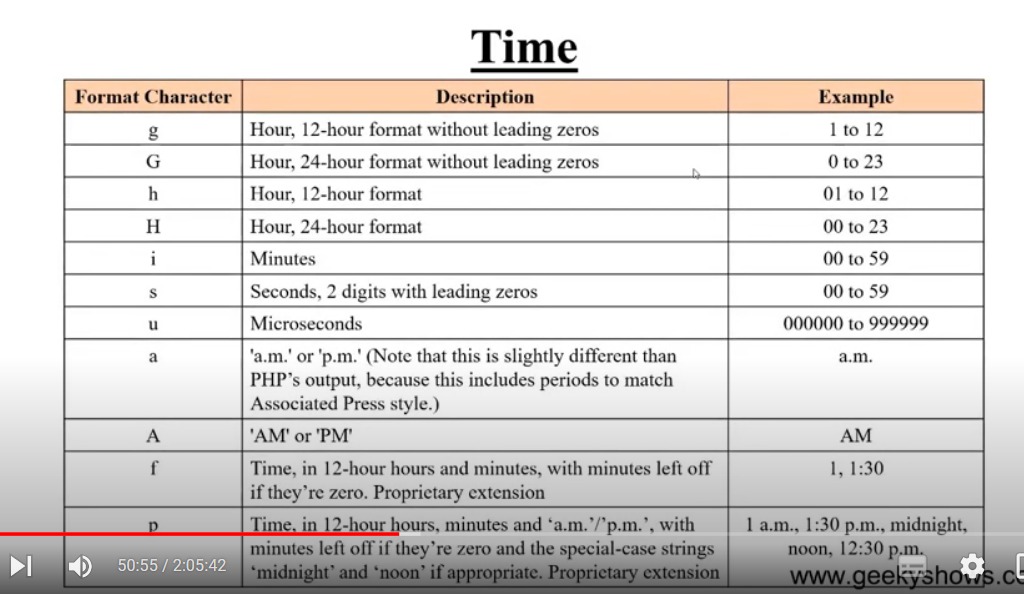 Time
Format Character Description Example
g Hour, 12-hour format without leading zeros 1 to 12
G Hour, 24-hour format without leading zeros 0 to 23
h Hour, 12-hour format 01 to 12
H Hour, 24-hour format 00 to 23
i Minutes 00 to 59
s Seconds, 2 digits with leading zeros 00 to 59
u Microseconds 000000 to 999999
a 'a.m.' or 'p.m.' (Note that this is slightly different than a.m.
PHP's output, because this includes periods to match
Associated Press style.)
A 'AM' or 'PM' AM
f Time, in 12-hour hours and minutes, with minutes left off 1, 1:30
if they're zero. Proprietary extension
p Time, in 12-hour hours, minutes and ‘a.m.’/’p.m.’, with 1 a.m., 1:30 p.m., midnight,
minutes left off if they’re zero and the special-case strings noon, 12:30 p.m.
‘midnight’ and ‘noon’ if appropriate. Proprietary extension
50:55 / 2:05:42
www.geekyshows.c